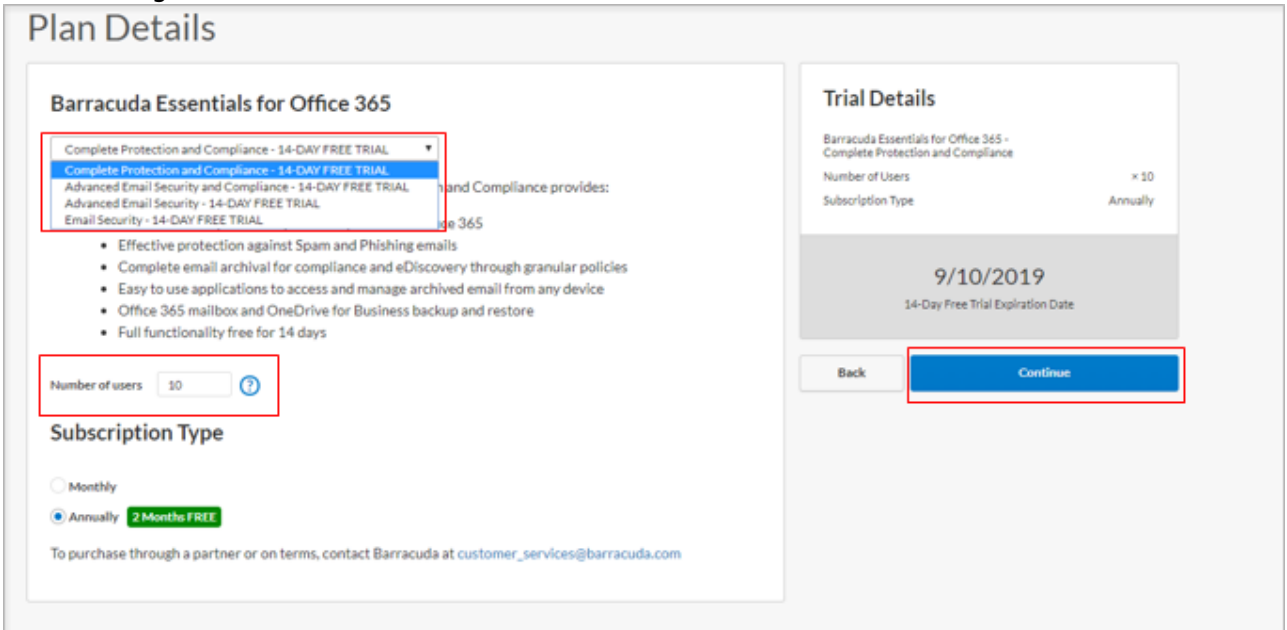 Plan Details
Barracuda Essentials for Office 365
Complete Protection and Compliance - 14-DAY FREE TRIAL
Complete Protection and Compliance - 14-DAY FREE TRIAL
Advanced Email Security and Compliance - 14-DAY FREE TRIAL
Advanced Email Security - 14-DAY FREE TRIAL
Email Security - 14-DAY FREE TRIAL
and Compliance provides:
365
• Effective protection against Spam and Phishing emails
• Complete email archival for compliance and eDiscovery through granular policies
• Easy to use applications to access and manage archived email from any device
• Office 365 mailbox and OneDrive for Business backup and restore
• Full functionality free for 14 days
Number of users 10 ?
Subscription Type
Monthly
Annually 2 Months FREE
To purchase through a partner or on terms, contact Barracuda at customer_services@barracuda.com
Trial Details
Barracuda Essentials for Office 365 -
Complete Protection and Compliance
Number of Users × 10
Subscription Type Annually
9/10/2019
14-Day Free Trial Expiration Date
Back Continue